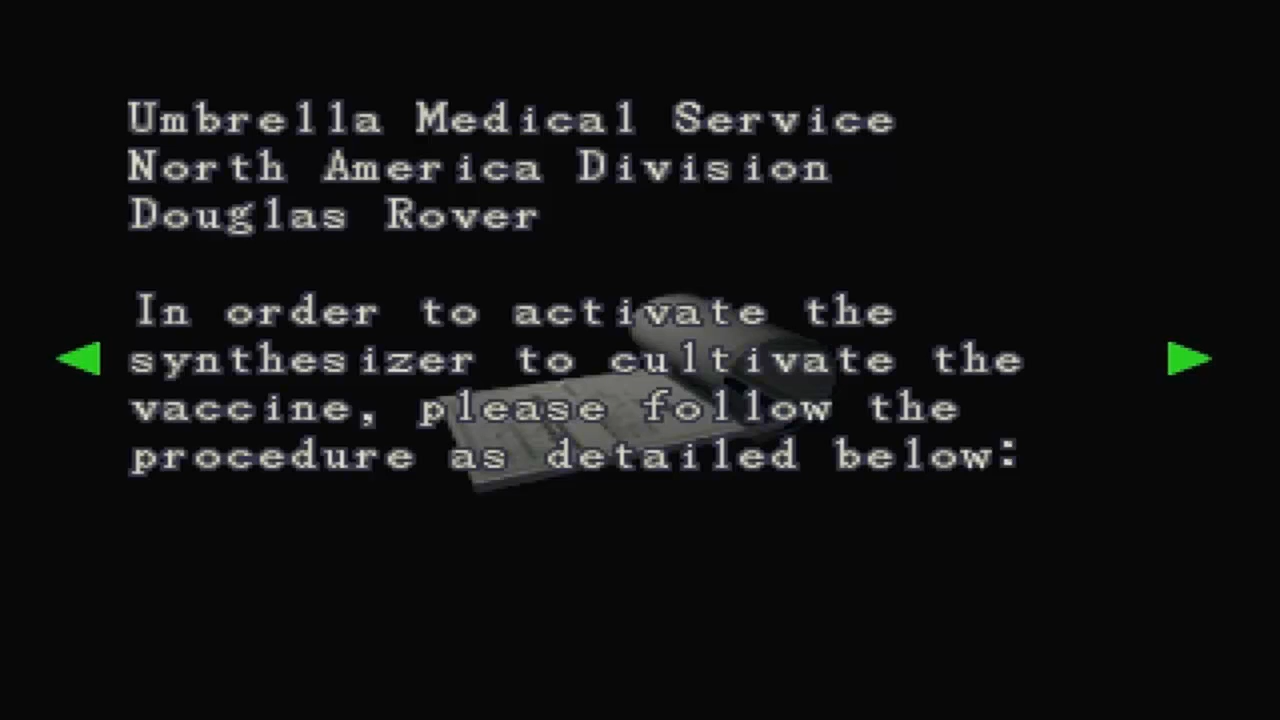 Umbrella Medical Service
North America Division
Douglas Rover
In order to activate the
synthesizer to cultivate the
vaccine, please follow the
procedure as detailed below: